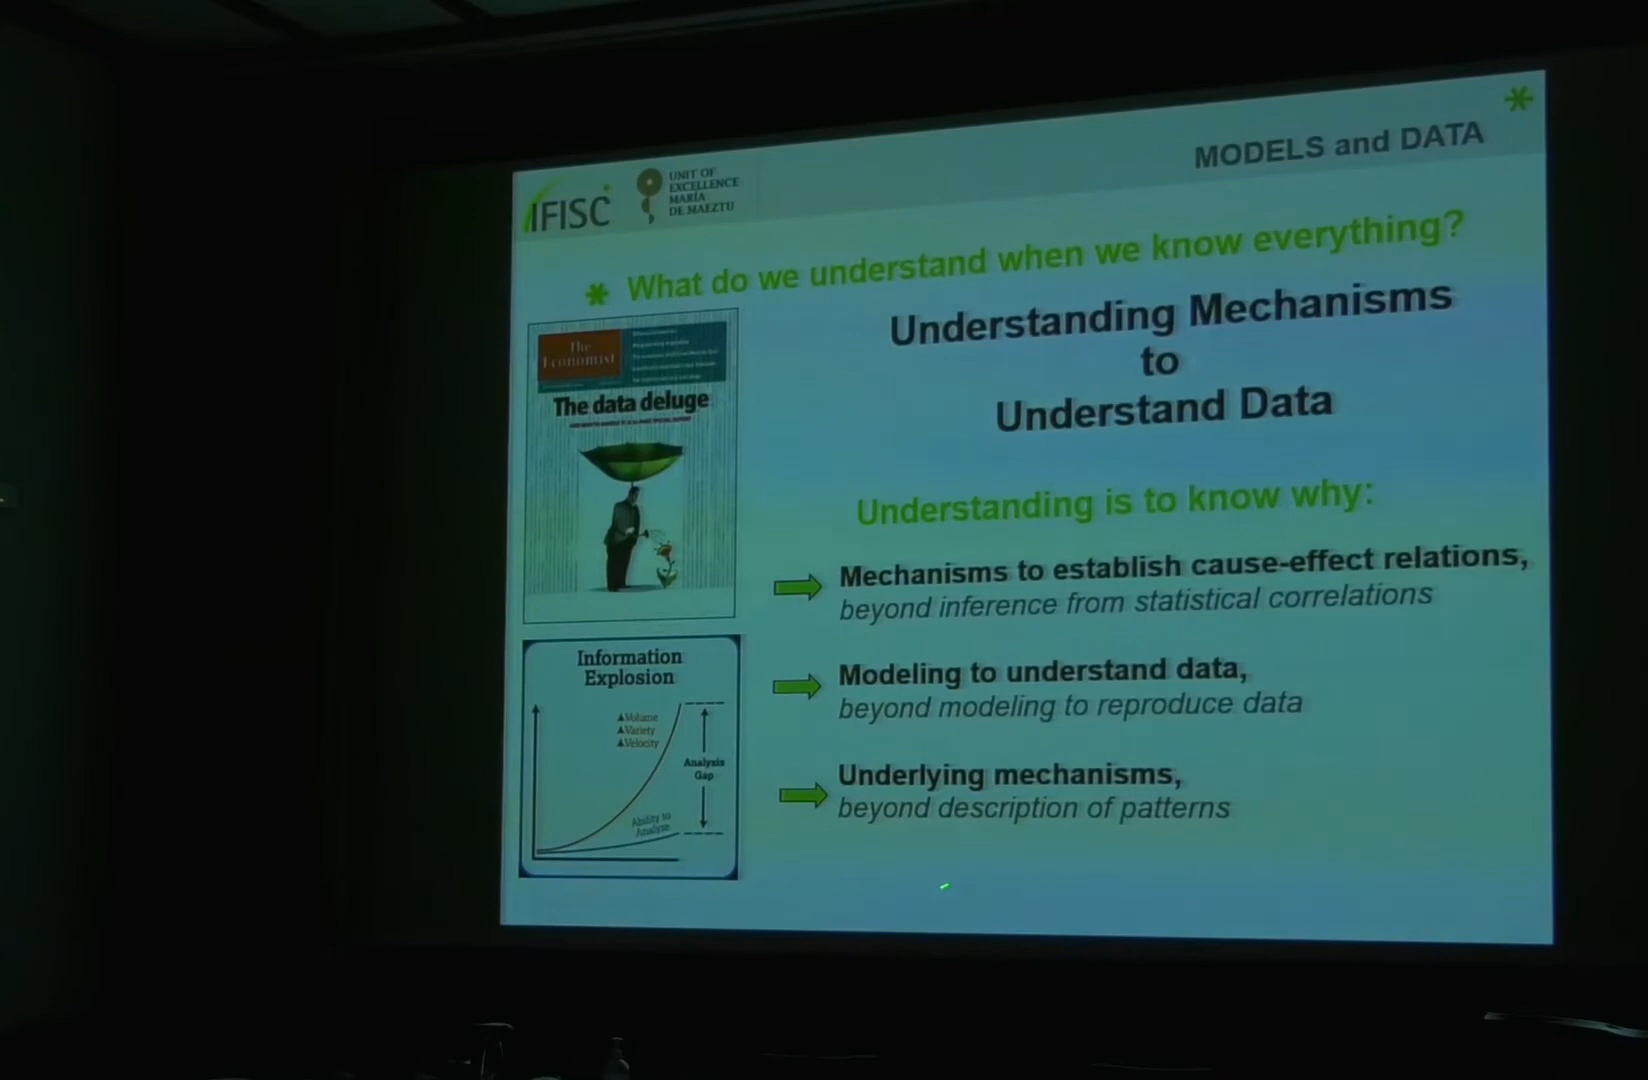 MODELS and DATA
IFISC
UNIT OF
EXCELLENCE
MARÍA
DE MAEZTU
What do we understand when we know everything?
The
Economist
The data deluge
Understanding Mechanisms
to
Understand Data
Understanding is to know why:
Mechanisms to establish cause-effect relations,
beyond inference from statistical correlations
Modeling to understand data,
beyond modeling to reproduce data
Underlying mechanisms,
beyond description of patterns
Information
Explosion
▲Volume
▲Variety
▲Velocity
Analysis
Gap
Ability to
Analyze